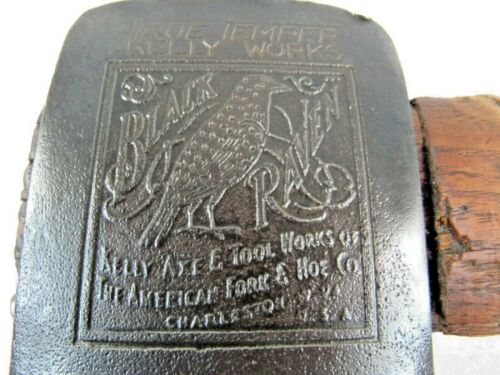 TRUE TEMPER
KELLY WORKS
BLACK
RAVEN
KELLY AXE & TOOL WORKS OF
THE AMERICAN FORK & HOE CO
CHARLESTON W.VA.
U.S.A.